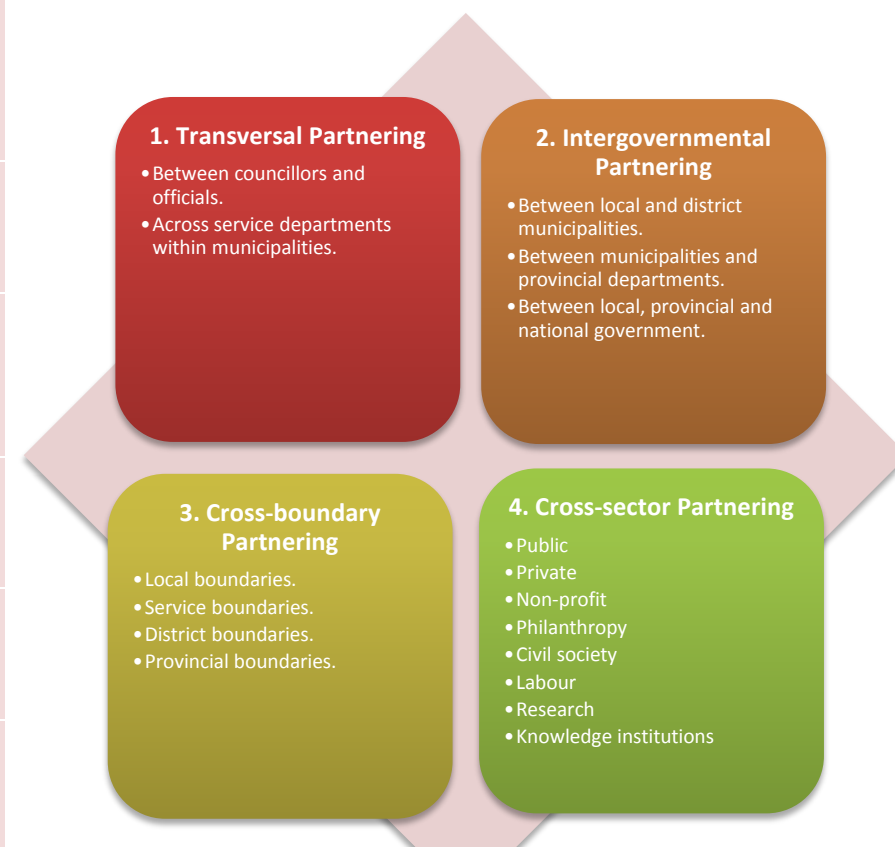 1. Transversal Partnering
•Between councillors and
officials.
•Across service departments
within municipalities.
2. Intergovernmental
Partnering
•Between local and district
municipalities.
•Between municipalities and
provincial departments.
•Between local, provincial and
national government.
3. Cross-boundary
Partnering
•Local boundaries.
•Service boundaries.
•District boundaries.
•Provincial boundaries.
4. Cross-sector Partnering
•Public
•Private
•Non-profit
•Philanthropy
•Civil society
•Labour
•Research
•Knowledge institutions